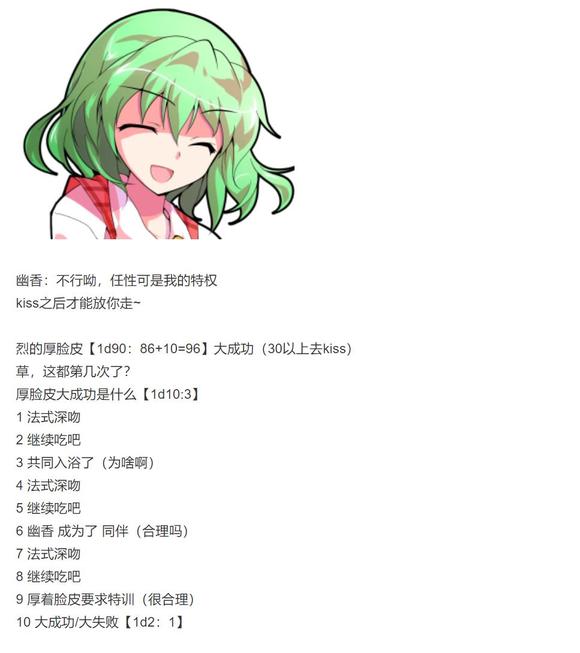 幽香：不行呦，任性可是我的特权
kiss之后才能放你走~
烈的厚脸皮【1d90：86+10=96】大成功（30以上去kiss）
草，这都第几次了？
厚脸皮大成功是什么【1d10:3】
1 法式深吻
2 继续吃吧
3 共同入浴了（为啥啊）
4 法式深吻
5 继续吃吧
6 幽香 成为了 同伴（合理吗）
7 法式深吻
8 继续吃吧
9 厚着脸皮要求特训（很合理）
10 大成功/大失败【1d2：1】